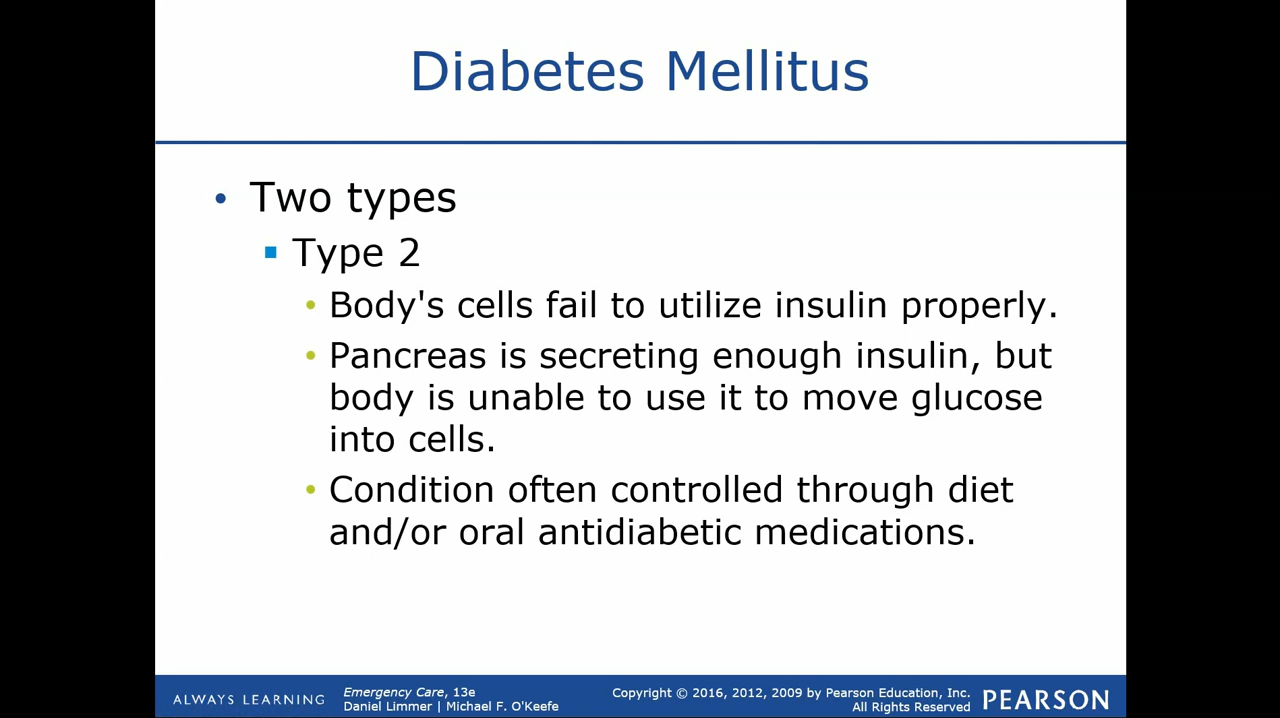 Diabetes Mellitus
• Two types
▪ Type 2
• Body's cells fail to utilize insulin properly.
• Pancreas is secreting enough insulin, but
body is unable to use it to move glucose
into cells.
• Condition often controlled through diet
and/or oral antidiabetic medications.
ALWAYS LEARNING
Emergency Care, 13e
Daniel Limmer | Michael F. O'Keefe
Copyright © 2016, 2012, 2009 by Pearson Education, Inc.
All Rights Reserved
PEARSON